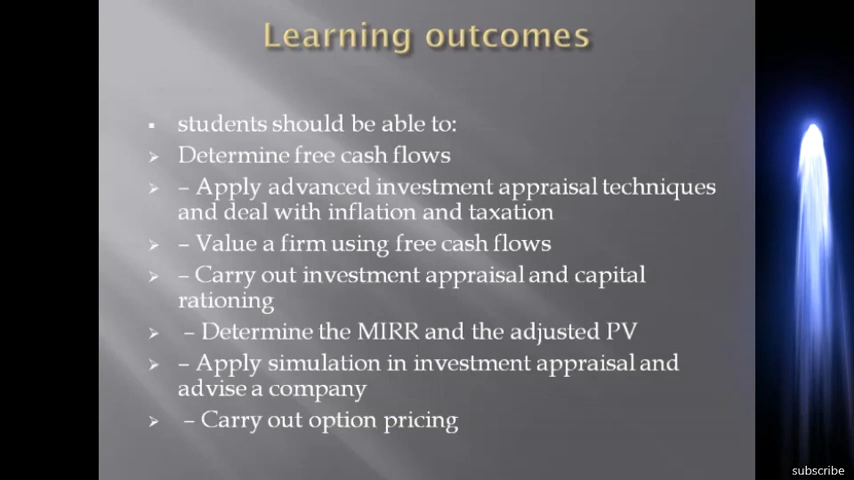 Learning outcomes
▪ students should be able to:
➢ Determine free cash flows
➢ – Apply advanced investment appraisal techniques
and deal with inflation and taxation
➢ – Value a firm using free cash flows
➢ – Carry out investment appraisal and capital
rationing
➢ – Determine the MIRR and the adjusted PV
➢ – Apply simulation in investment appraisal and
advise a company
➢ – Carry out option pricing
subscribe